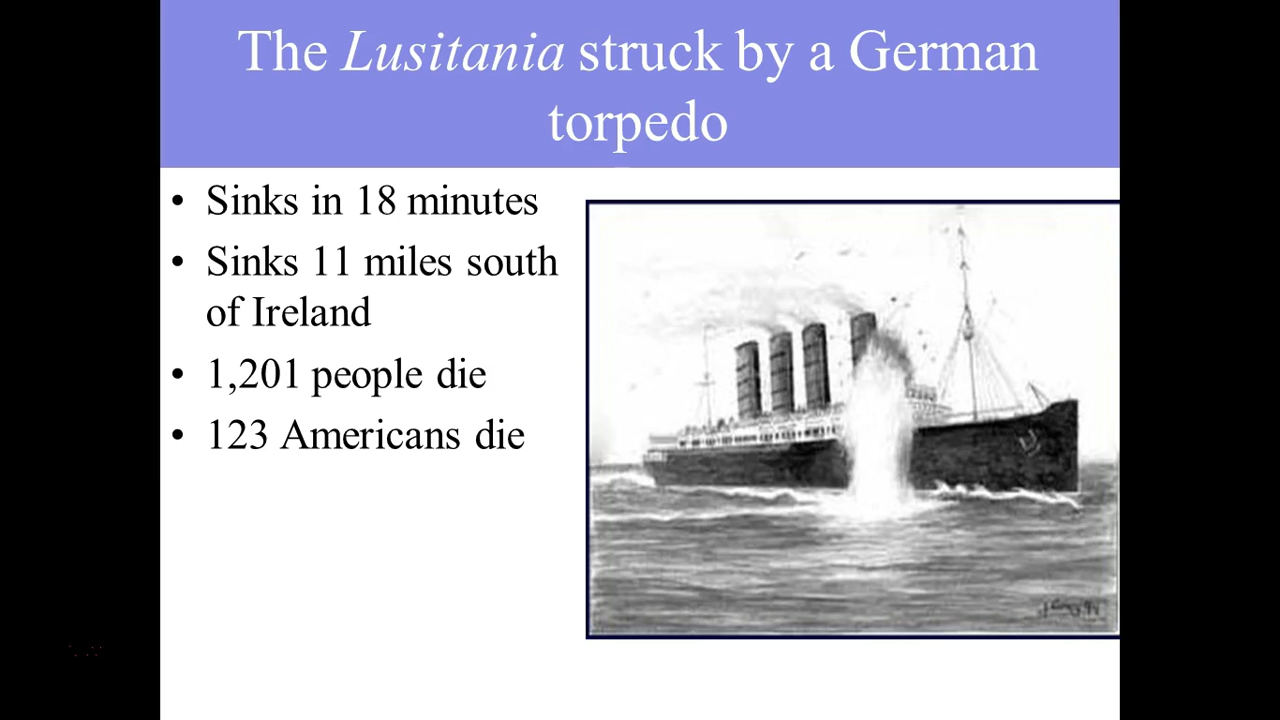 The Lusitania struck by a German
torpedo
• Sinks in 18 minutes
• Sinks 11 miles south
of Ireland
• 1,201 people die
• 123 Americans die